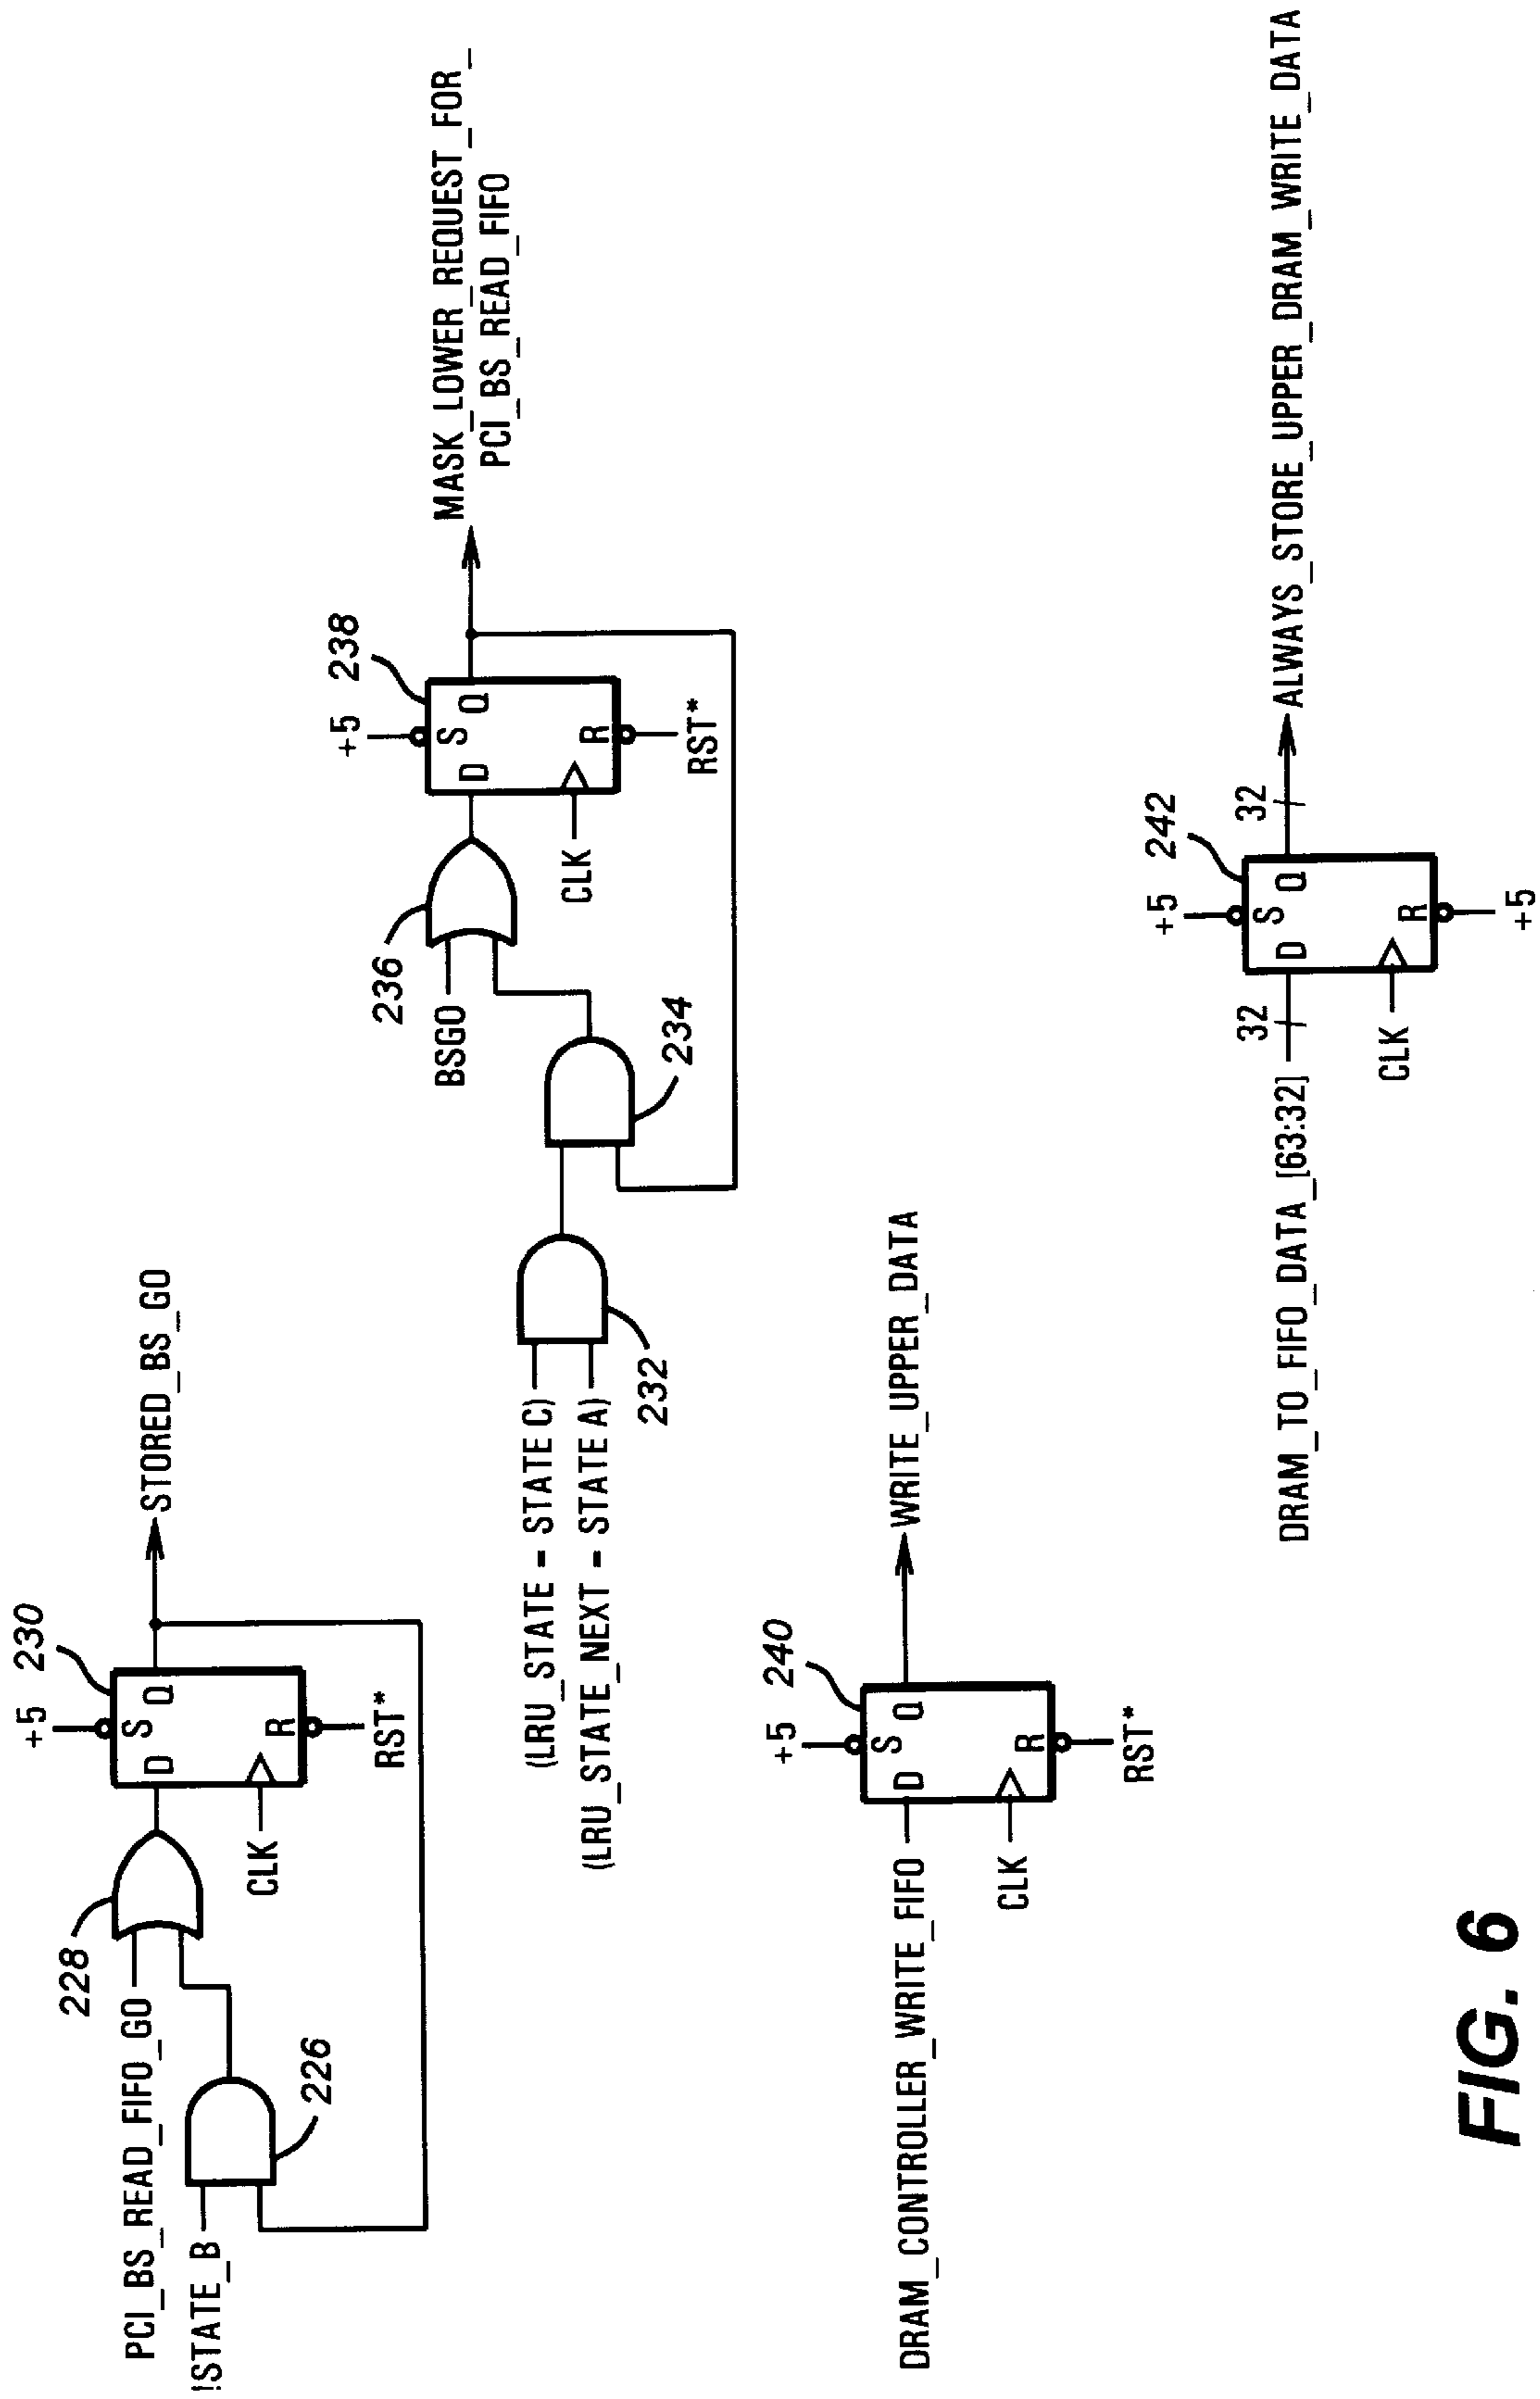 230
+5
S
D Q
R
CLK
RST*
STORED_BS_GO
228
PCI_BS_READ_FIFO_GO
!STATE_B
226
238
+5
S
D Q
R
CLK
RST*
MASK_LOWER_REQUEST_FOR_
PCI_BS_READ_FIFO
236
BSGO
234
(LRU_STATE = STATE C)
(LRU_STATE_NEXT = STATE A)
232
240
+5
S
D Q
R
CLK
RST*
DRAM_CONTROLLER_WRITE_FIFO
WRITE_UPPER_DATA
242
+5
S
D Q
R
CLK
+5
32
32
DRAM_TO_FIFO_DATA_[63:32]
ALWAYS_STORE_UPPER_DRAM_WRITE_DATA
FIG. 6